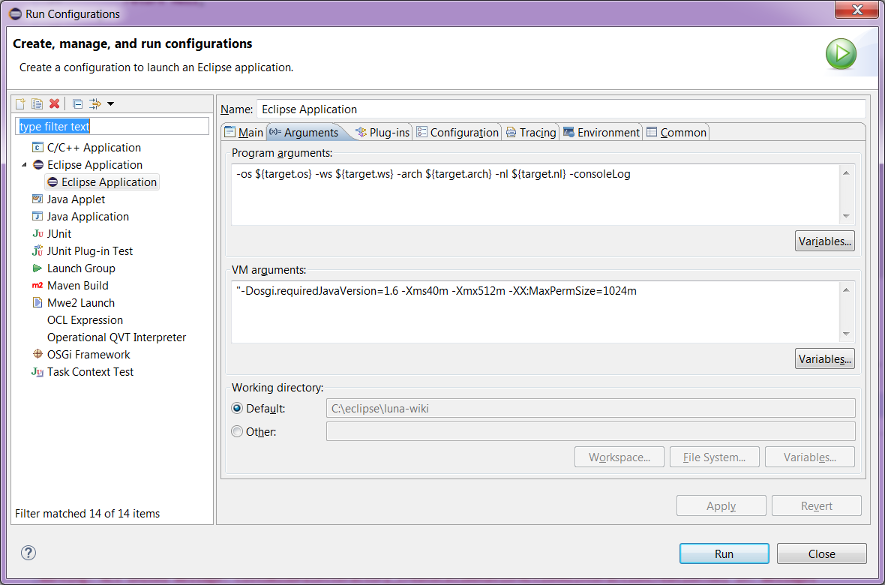 Run Configurations
Create, manage, and run configurations
Create a configuration to launch an Eclipse application.
type filter text
C/C++ Application
Eclipse Application
Eclipse Application
Java Applet
Java Application
Ju JUnit
JUnit Plug-in Test
Launch Group
m2 Maven Build
Mwe2 Launch
OCL Expression
Operational QVT Interpreter
OSGi Framework
Ju Task Context Test
Filter matched 14 of 14 items
Name: Eclipse Application
Main (x)= Arguments Plug-ins Configuration Tracing Environment Common
Program arguments:
-os ${target.os} -ws ${target.ws} -arch ${target.arch} -nl ${target.nl} -consoleLog
Variables...
VM arguments:
"-Dosgi.requiredJavaVersion=1.6 -Xms40m -Xmx512m -XX:MaxPermSize=1024m
Variables...
Working directory:
Default: C:\eclipse\luna-wiki
Other:
Workspace... File System... Variables...
Apply Revert
? Run Close